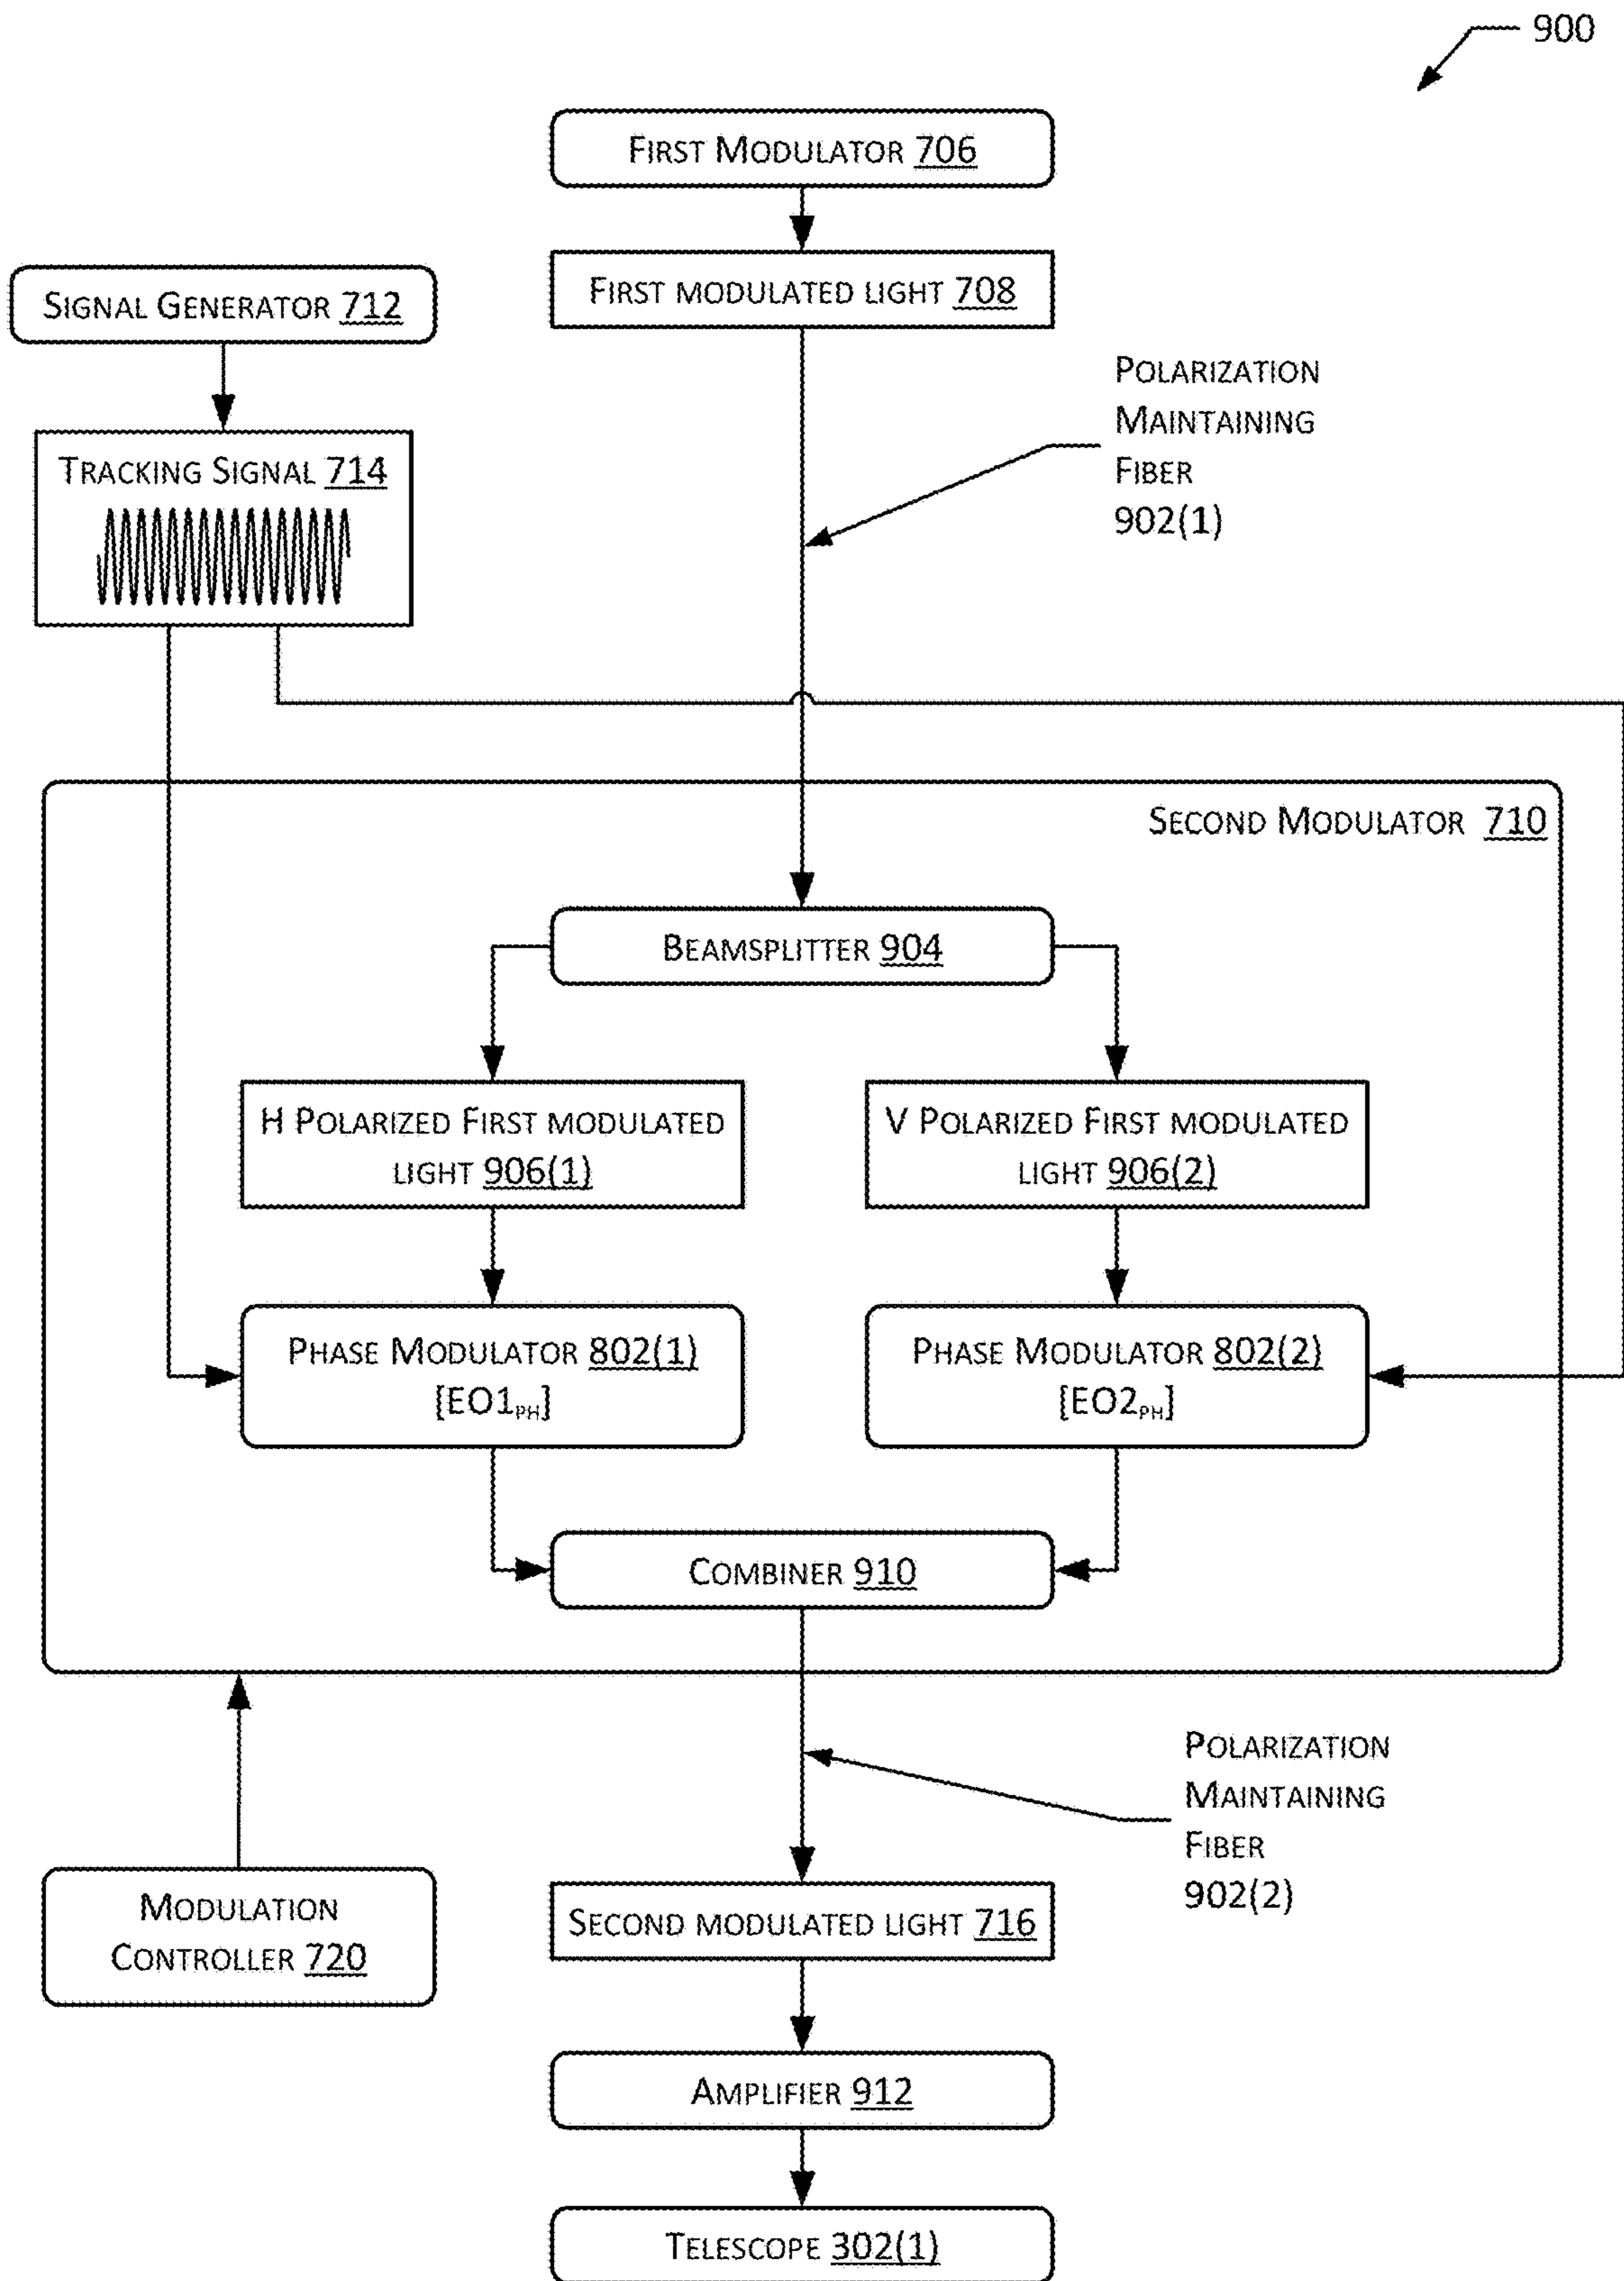 900
FIRST MODULATOR 706
FIRST MODULATED LIGHT 708
SIGNAL GENERATOR 712
POLARIZATION
MAINTAINING
FIBER
902(1)
TRACKING SIGNAL 714
SECOND MODULATOR 710
BEAMSPLITTER 904
H POLARIZED FIRST MODULATED
LIGHT 906(1)
V POLARIZED FIRST MODULATED
LIGHT 906(2)
PHASE MODULATOR 802(1)
[EO1PH]
PHASE MODULATOR 802(2)
[EO2PH]
COMBINER 910
POLARIZATION
MAINTAINING
FIBER
902(2)
MODULATION
CONTROLLER 720
SECOND MODULATED LIGHT 716
AMPLIFIER 912
TELESCOPE 302(1)